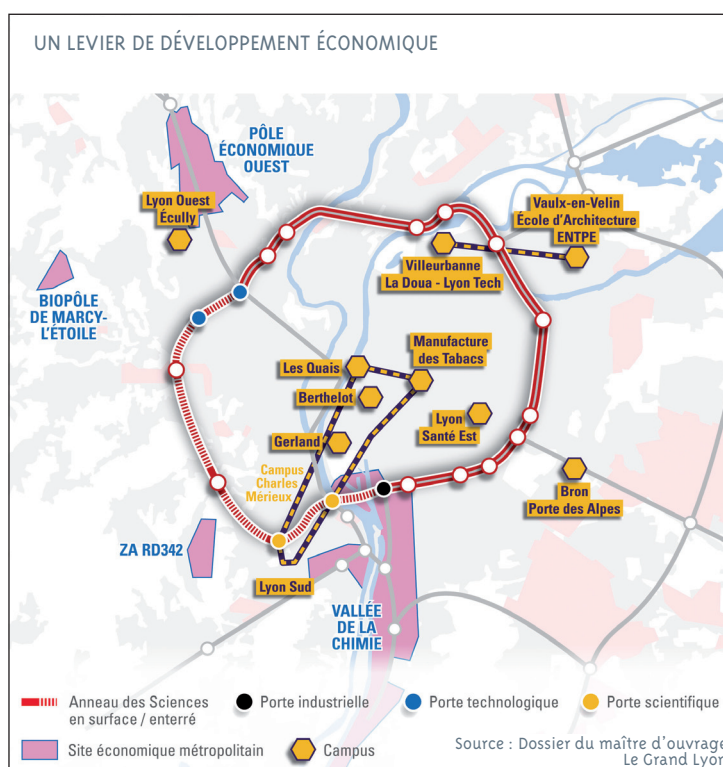 UN LEVIER DE DÉVELOPPEMENT ÉCONOMIQUE
PÔLE
ÉCONOMIQUE
OUEST
Lyon Ouest
Écully
Vaulx-en-Velin
École d'Architecture
ENTPE
Villeurbanne
La Doua - Lyon Tech
BIOPÔLE
DE MARCY-
L'ÉTOILE
Manufacture
des Tabacs
Les Quais
Berthelot
Lyon
Santé Est
Gerland
Campus
Charles
Mérieux
Bron
Porte des Alpes
ZA RD342
Lyon Sud
VALLÉE
DE LA
CHIMIE
Anneau des Sciences
en surface / enterré
Porte industrielle
Porte technologique
Porte scientifique
Site économique métropolitain
Campus
Source : Dossier du maître d'ouvrage
Le Grand Lyon